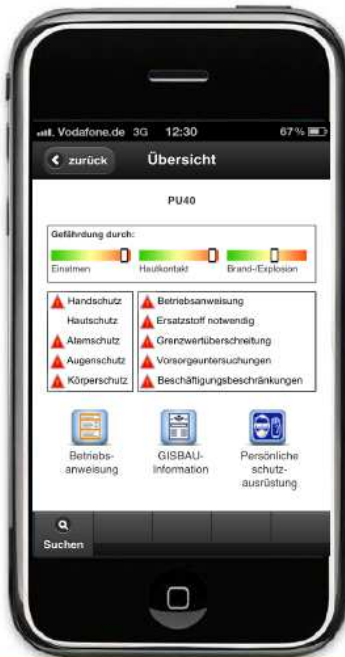 Vodafone.de 3G 12:30 67%
zurück
Übersicht
PU40
Gefährdung durch:
Einatmen Hautkontakt Brand-/Explosion
Handschutz
Hautschutz
Atemschutz
Augenschutz
Körperschutz
Betriebsanweisung
Ersatzstoff notwendig
Grenzwertüberschreitung
Vorsorgeuntersuchungen
Beschäftigungsbeschränkungen
Betriebs-
anweisung
GISBAU-
Information
Persönliche
schutz-
ausrüstung
Suchen